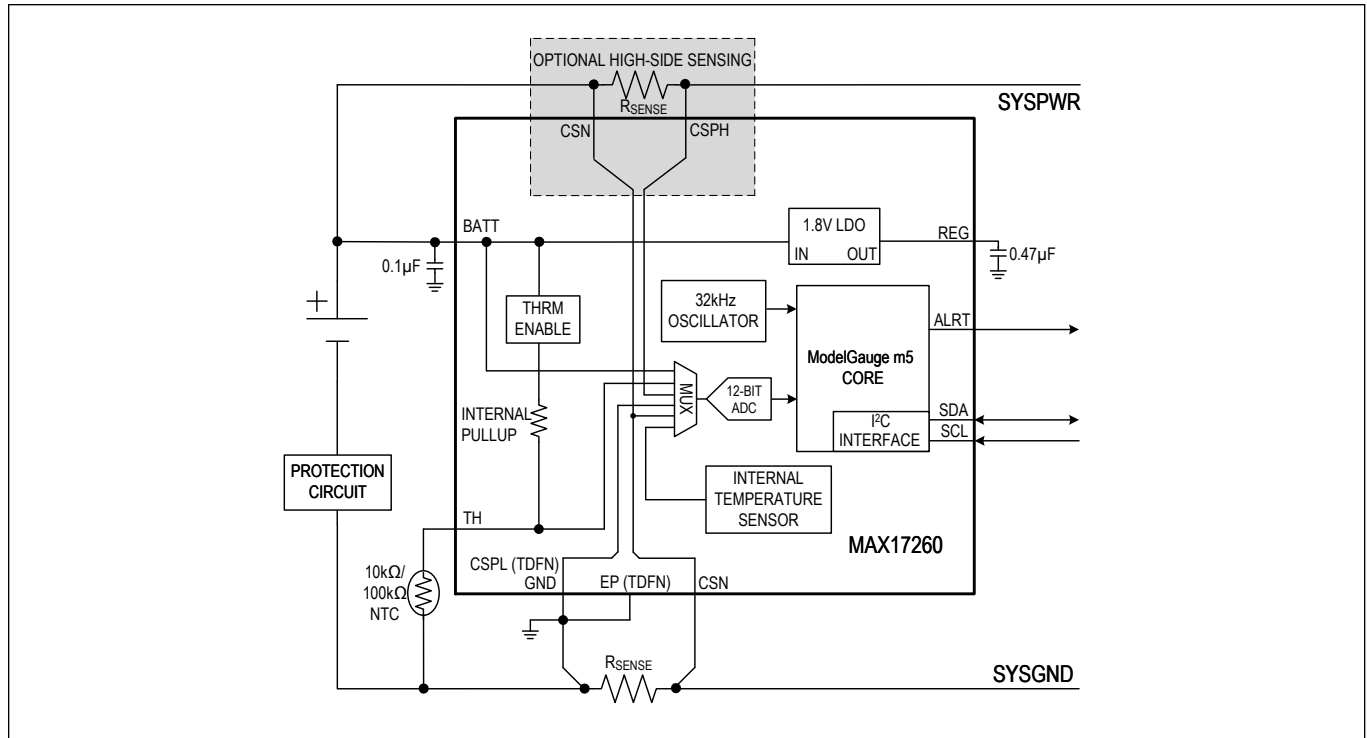 OPTIONAL HIGH-SIDE SENSING
RSENSE
SYSPWR
CSN
CSPH
BATT
0.1µF
1.8V LDO
IN OUT
REG
0.47µF
+
THRM
ENABLE
32kHz
OSCILLATOR
ALRT
ModelGauge m5
CORE
MUX
12-BIT
ADC
SDA
I²C
INTERFACE
SCL
INTERNAL
PULLUP
PROTECTION
CIRCUIT
INTERNAL
TEMPERATURE
SENSOR
TH
MAX17260
CSPL (TDFN)
GND
EP (TDFN)
CSN
10kΩ/
100kΩ
NTC
RSENSE
SYSGND